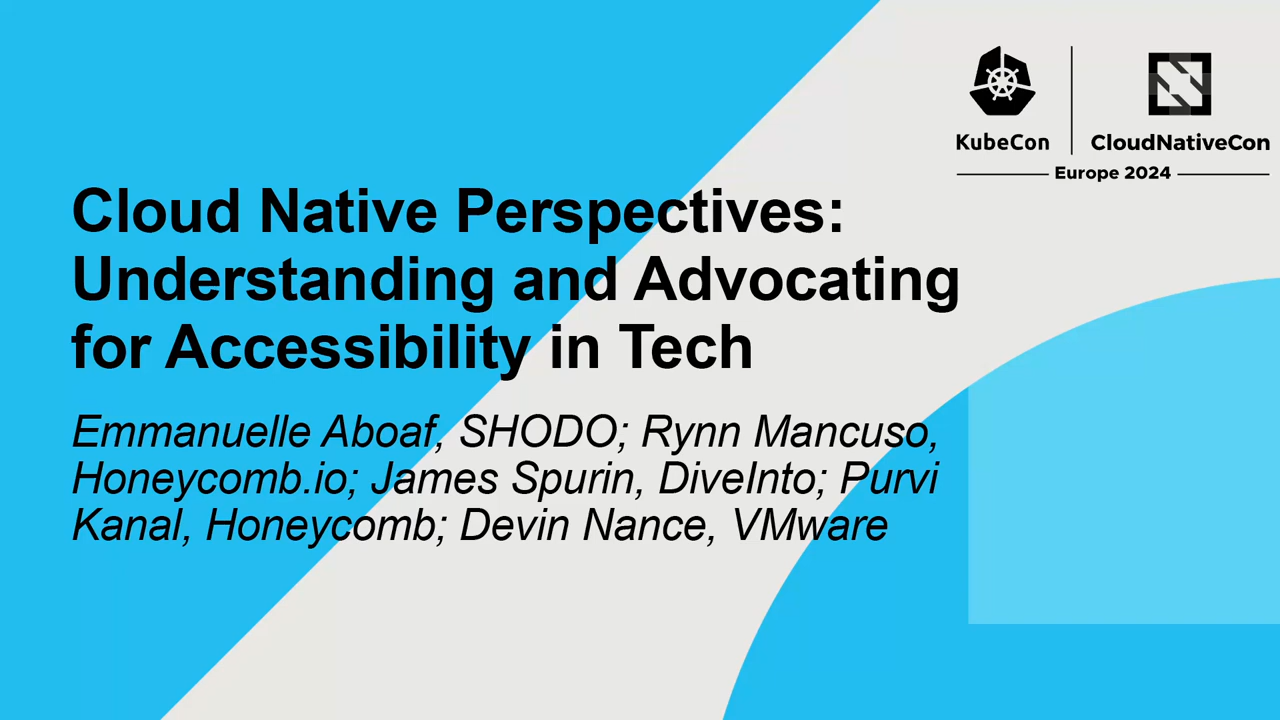 KubeCon
CloudNativeCon
Europe 2024
Cloud Native Perspectives:
Understanding and Advocating
for Accessibility in Tech
Emmanuelle Aboaf, SHODO; Rynn Mancuso,
Honeycomb.io; James Spurin, DiveInto; Purvi
Kanal, Honeycomb; Devin Nance, VMware